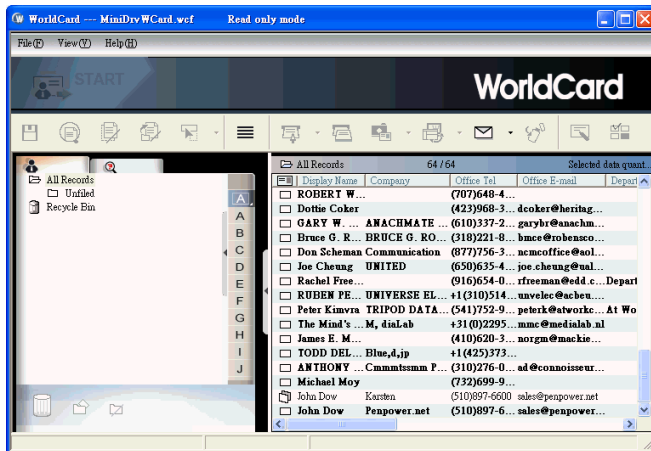 WorldCard --- MiniDrvWCard.wcf Read only mode
File(F) View(V) Help(H)
START
WorldCard
All Records
Unfiled
Recycle Bin
A
A
B
C
D
E
F
G
H
I
J
All Records 64 / 64 Selected data quant...
Display Name Company Office Tel Office E-mail Depart
ROBERT W... (707)648-4...
Dottie Coker (423)968-3... dcoker@heritag...
GARY W. ... ANACHMATE ... (610)337-2... garybr@anachm...
Bruce G. R... BRUCE G. RO... (318)221-8... bmce@robensco...
Don Scheman Communication (877)756-3... ncmcoffice@aol...
Joe Cheung UNITED (650)635-4... joe.cheung@ual...
Rachel Free... (916)654-0... rfreeman@edd.c... Depart
RUBEN PE... UNIVERSE EL... +1(310)514... unvelec@acbeu....
Peter Kimvra TRIPOD DATA... (541)752-9... peterk@atworkc... At Wo
The Mind's ... M, diaLab +31(0)2295... mmc@medialab.nl
James E. M... (410)620-3... norgm@mackie...
TODD DEL... Blue,d,jp +1(425)373...
ANTHONY ... Cmmmtssmm P... (310)276-0... ad@connoisseur...
Michael Moy (732)699-9...
John Dow Karsten (510)897-6600 sales@penpower.net
John Dow Penpower.net (510)897-6... sales@penpower...